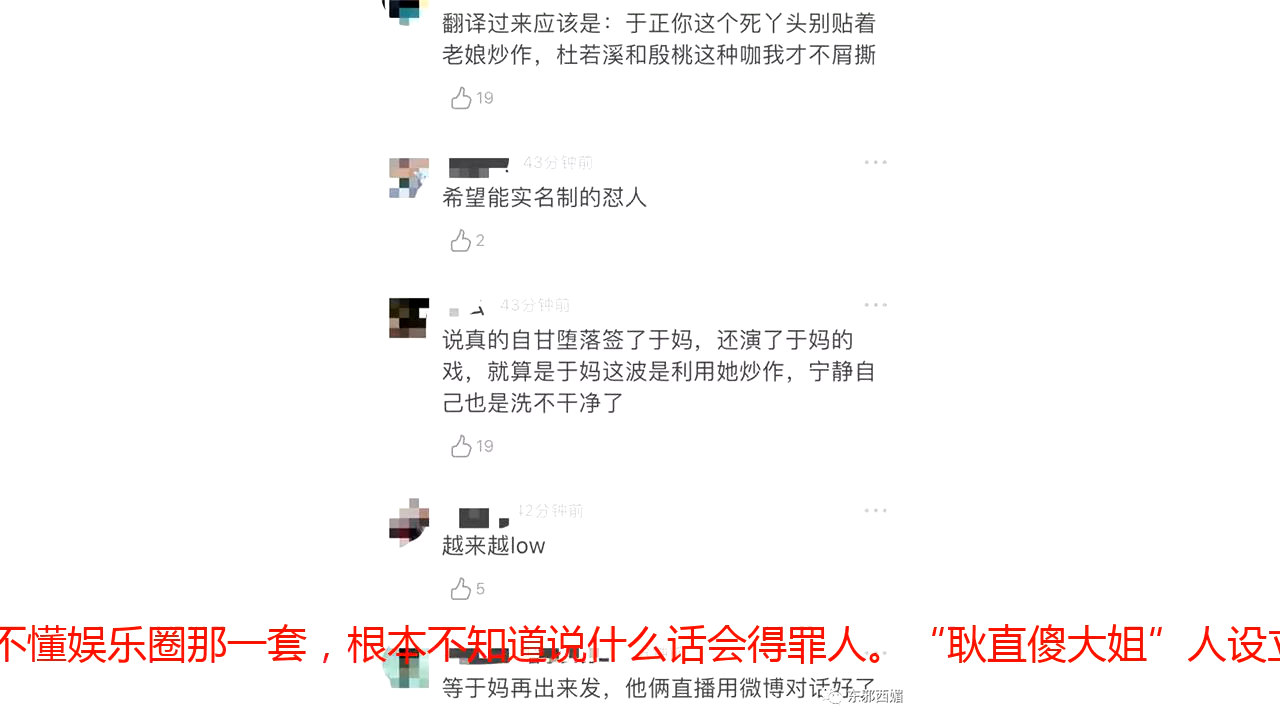 翻译过来应该是：于正你这个死丫头别贴着
老娘炒作，杜若溪和殷桃这种咖我才不屑撕
19
43分钟前
希望能实名制的怼人
2
43分钟前
说真的自甘堕落签了于妈，还演了于妈的
戏，就算是于妈这波是利用她炒作，宁静自
己也是洗不干净了
19
42分钟前
越来越low
5
不懂娱乐圈那一套，根本不知道说什么话会得罪人。 “耿直傻大姐”人设立
等于妈再出来发，他俩直播用微博对话好了
东邪西媚